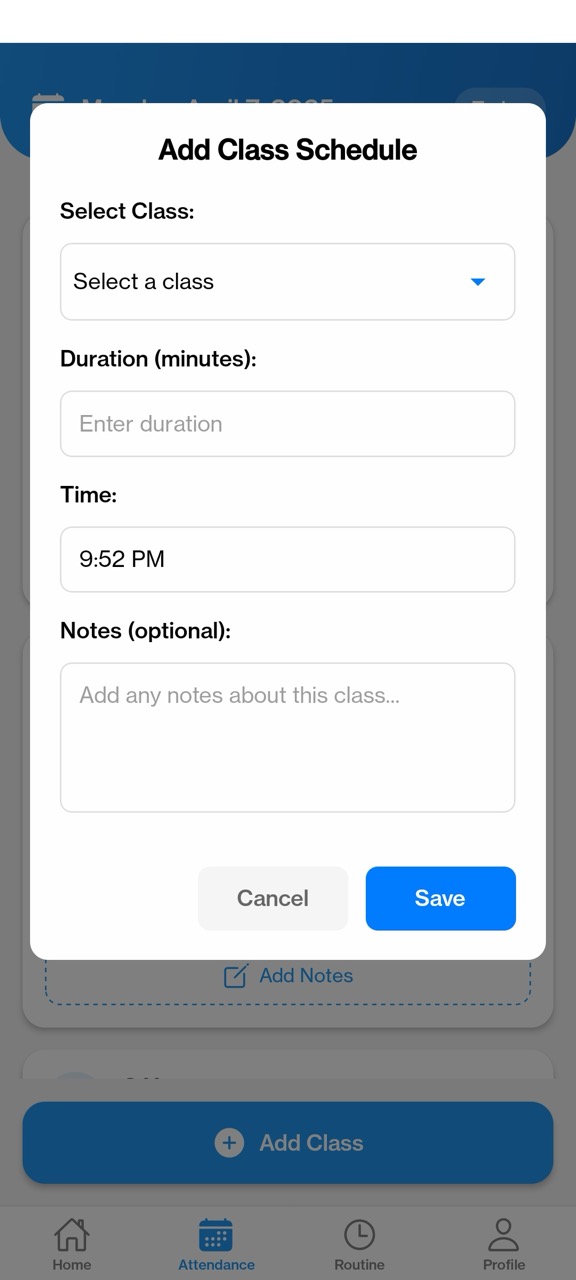 Add Class Schedule
Select Class:
Select a class
Duration (minutes):
Enter duration
Time:
9:52 PM
Notes (optional):
Add any notes about this class...
Cancel
Save
Add Notes
Add Class
Home
Attendance
Routine
Profile